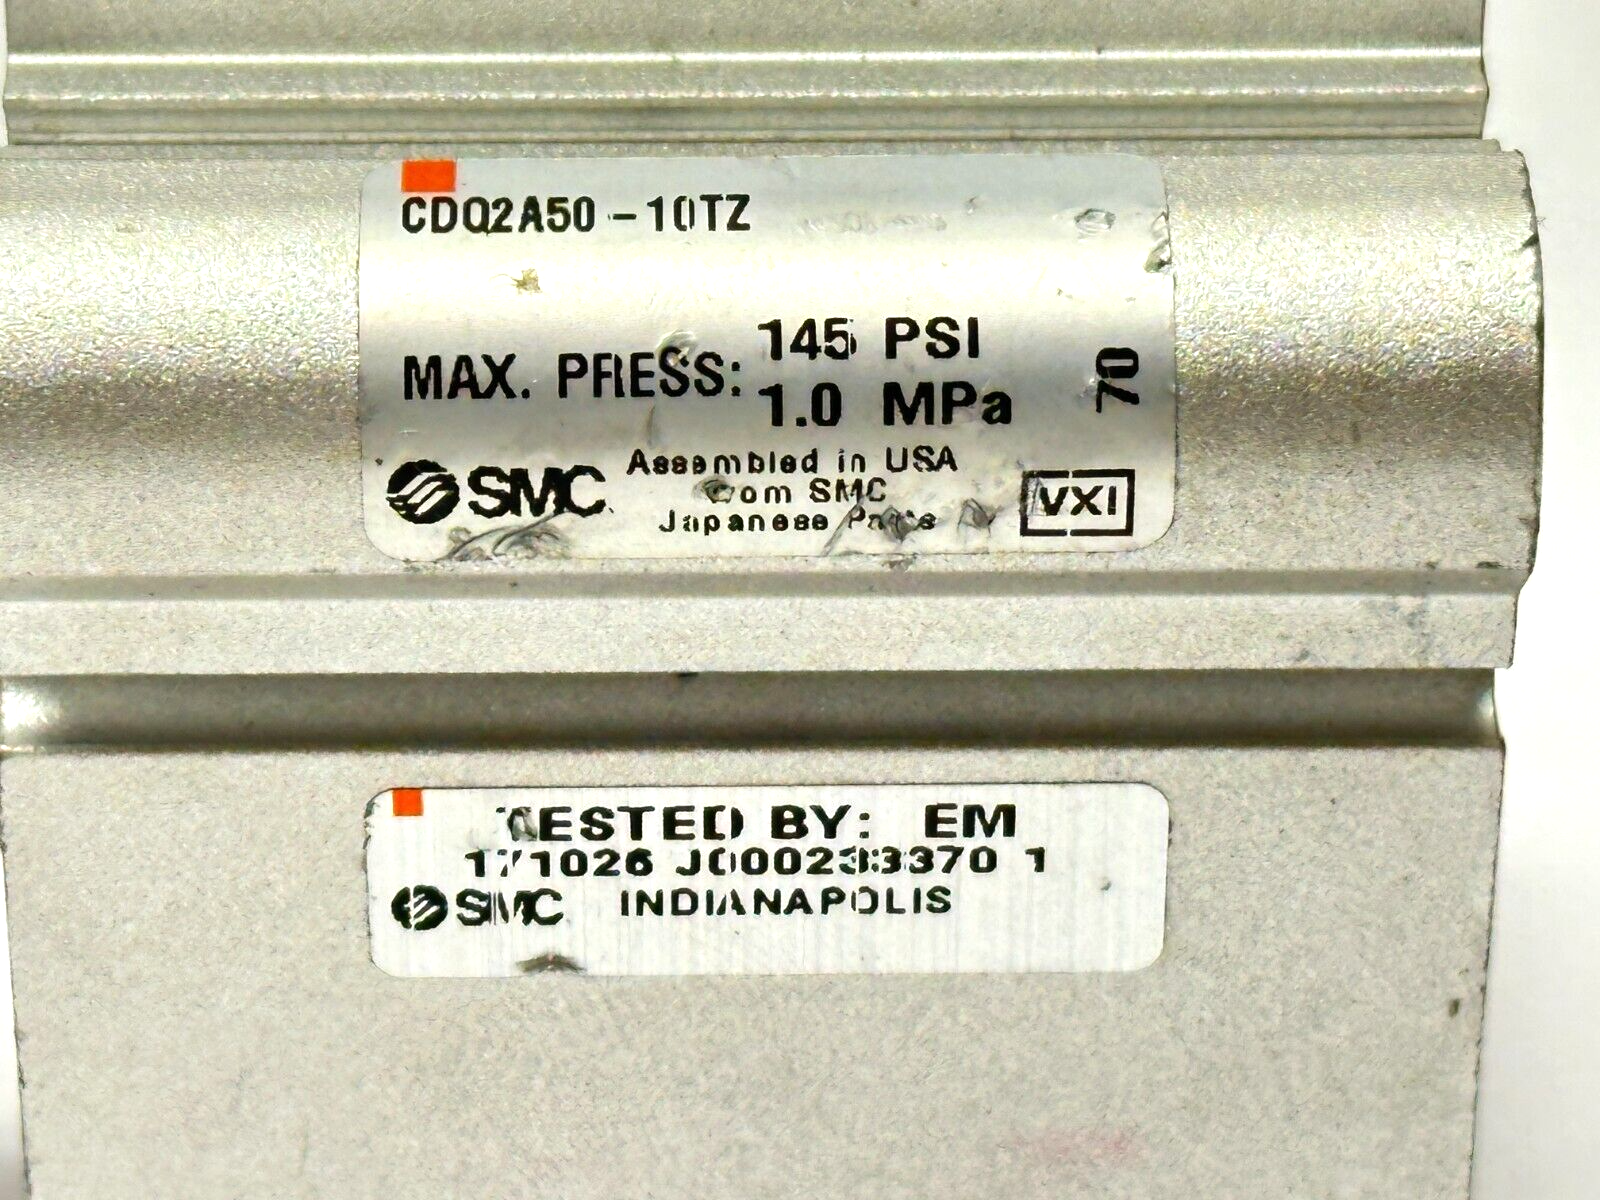 CDQ2A50-10TZ
MAX. PRESS: 145 PSI
1.0 MPa
70
SMC Assembled in USA
from SMC
Japanese Parts
VXI
TESTED BY: EM
171026 J000233370 1
SMC INDIANAPOLIS